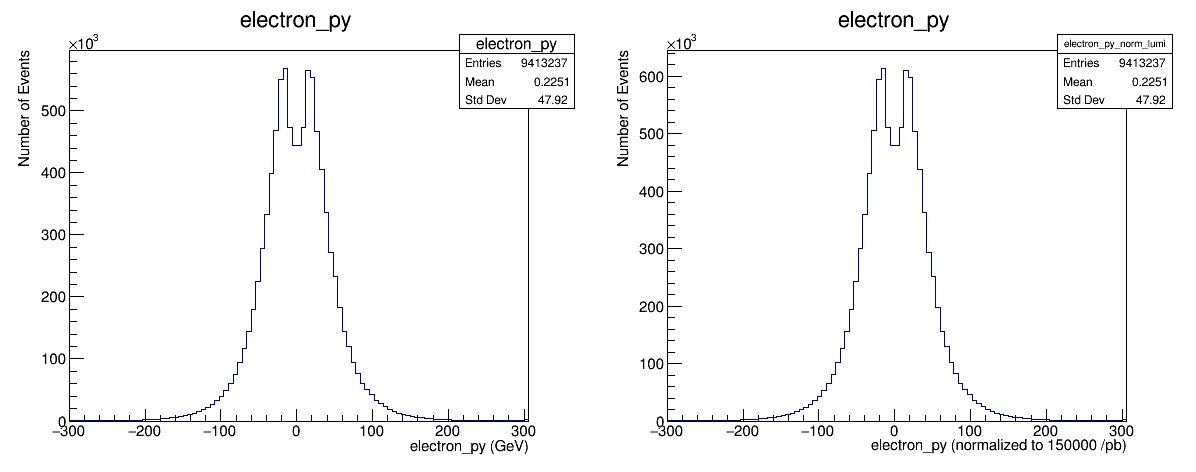 electron_py
×10³
electron_py
Entries 9413237
Mean 0.2251
Std Dev 47.92
Number of Events
500
400
300
200
100
0
−300 −200 −100 0 100 200 300
electron_py (GeV)
electron_py
×10³
electron_py_norm_lumi
Entries 9413237
Mean 0.2251
Std Dev 47.92
Number of Events
600
500
400
300
200
100
0
−300 −200 −100 0 100 200 300
electron_py (normalized to 150000 /pb)